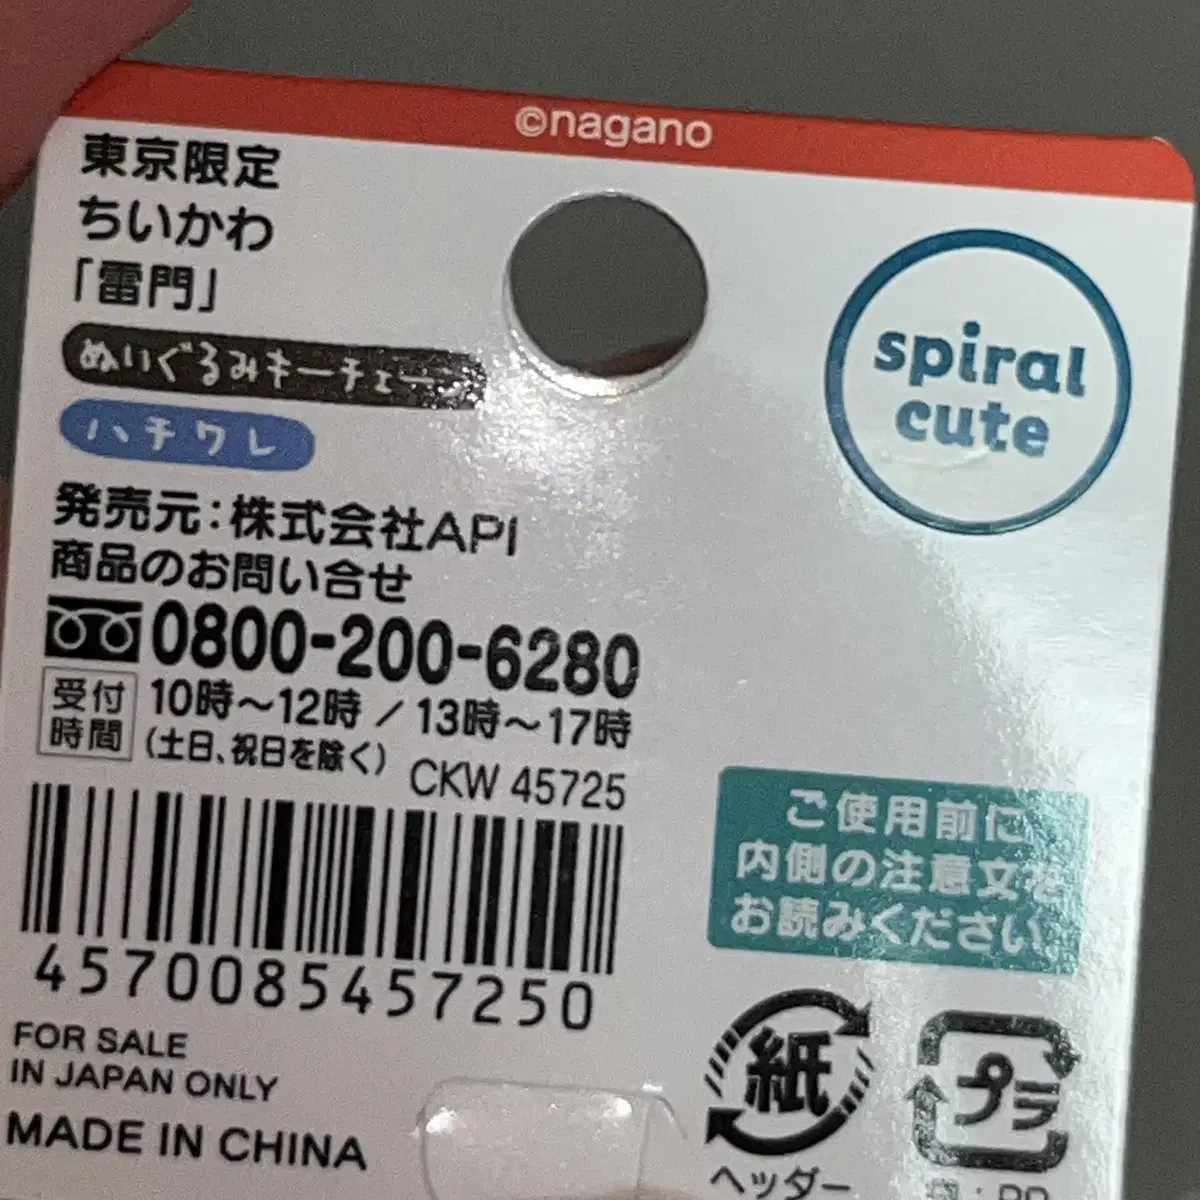 ©nagano
東京限定
ちいかわ
「雷門」
ぬいぐるみキーチェーン
ハチワレ
spiral
cute
発売元:株式会社API
商品のお問い合せ
0800-200-6280
受付
時間
10時〜12時/13時〜17時
(土日、祝日を除く)
CKW 45725
4570085457250
FOR SALE
IN JAPAN ONLY
MADE IN CHINA
ご使用前に
内側の注意文を
お読みください。
紙
ヘッダー
プラ